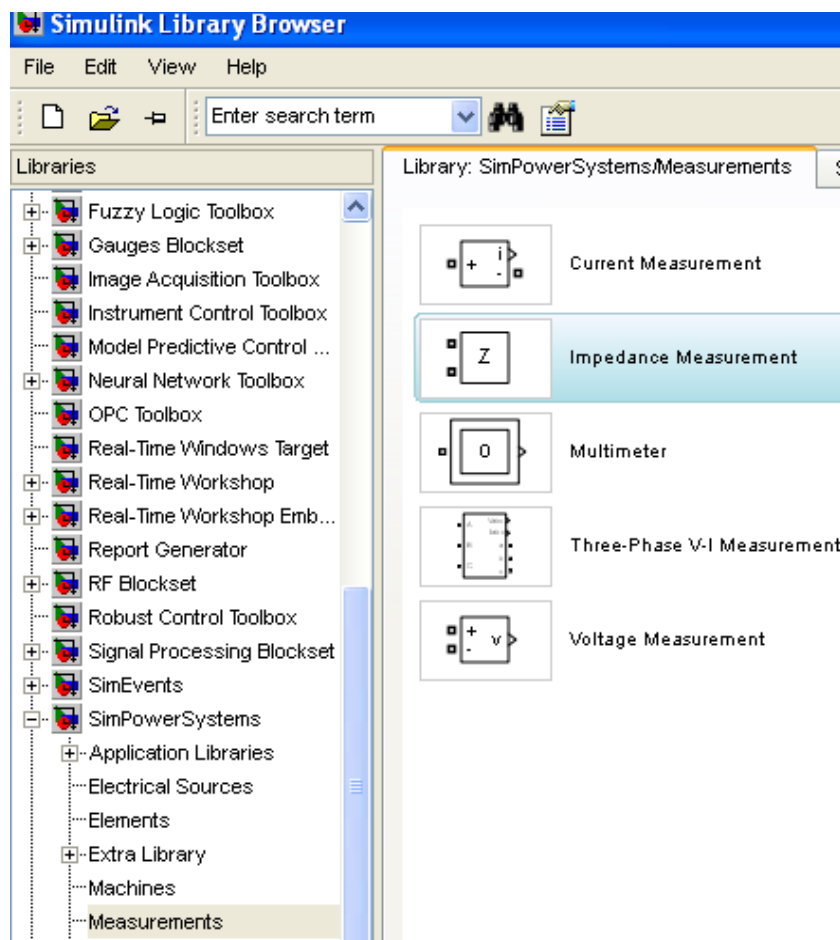 Simulink Library Browser
File Edit View Help
Enter search term
Libraries
Fuzzy Logic Toolbox
Gauges Blockset
Image Acquisition Toolbox
Instrument Control Toolbox
Model Predictive Control ...
Neural Network Toolbox
OPC Toolbox
Real-Time Windows Target
Real-Time Workshop
Real-Time Workshop Emb...
Report Generator
RF Blockset
Robust Control Toolbox
Signal Processing Blockset
SimEvents
SimPowerSystems
Application Libraries
Electrical Sources
Elements
Extra Library
Machines
Measurements
Library: SimPowerSystems/Measurements
S
+ i -
Current Measurement
Z
Impedance Measurement
0
Multimeter
Three-Phase V-I Measurement
+ - v
Voltage Measurement